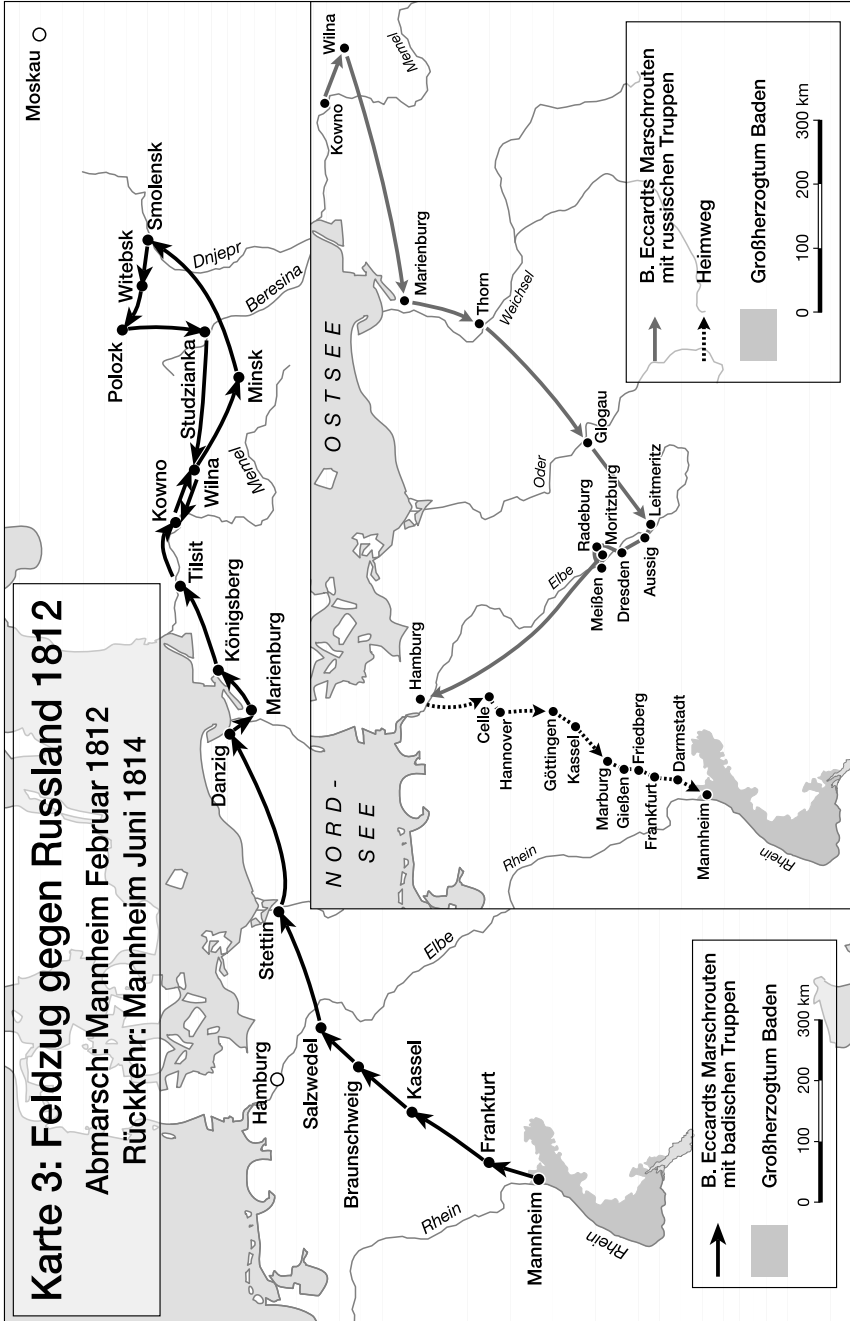 Karte 3: Feldzug gegen Russland 1812
Abmarsch: Mannheim Februar 1812
Rückkehr: Mannheim Juni 1814
Moskau
Smolensk
Witebsk
Polozk
Dnjepr
Beresina
Studzianka
Minsk
Kowno
Wilna
Memel
Tilsit
Königsberg
Marienburg
Danzig
Stettin
Elbe
Hamburg
Salzwedel
Braunschweig
Kassel
Frankfurt
Mannheim
Rhein
Rhein
B. Eccardts Marschrouten
mit badischen Truppen
Großherzogtum Baden
0 100 200 300 km
NORD-
SEE
OSTSEE
Wilna
Kowno
Memel
Marienburg
Thorn
Weichsel
Glogau
Oder
Radeburg
Moritzburg
Leitmeritz
Elbe
Meißen
Dresden
Aussig
Hamburg
Celle
Hannover
Göttingen
Kassel
Marburg
Gießen
Friedberg
Frankfurt
Darmstadt
Mannheim
Rhein
Rhein
B. Eccardts Marschrouten
mit russischen Truppen
Heimweg
Großherzogtum Baden
0 100 200 300 km